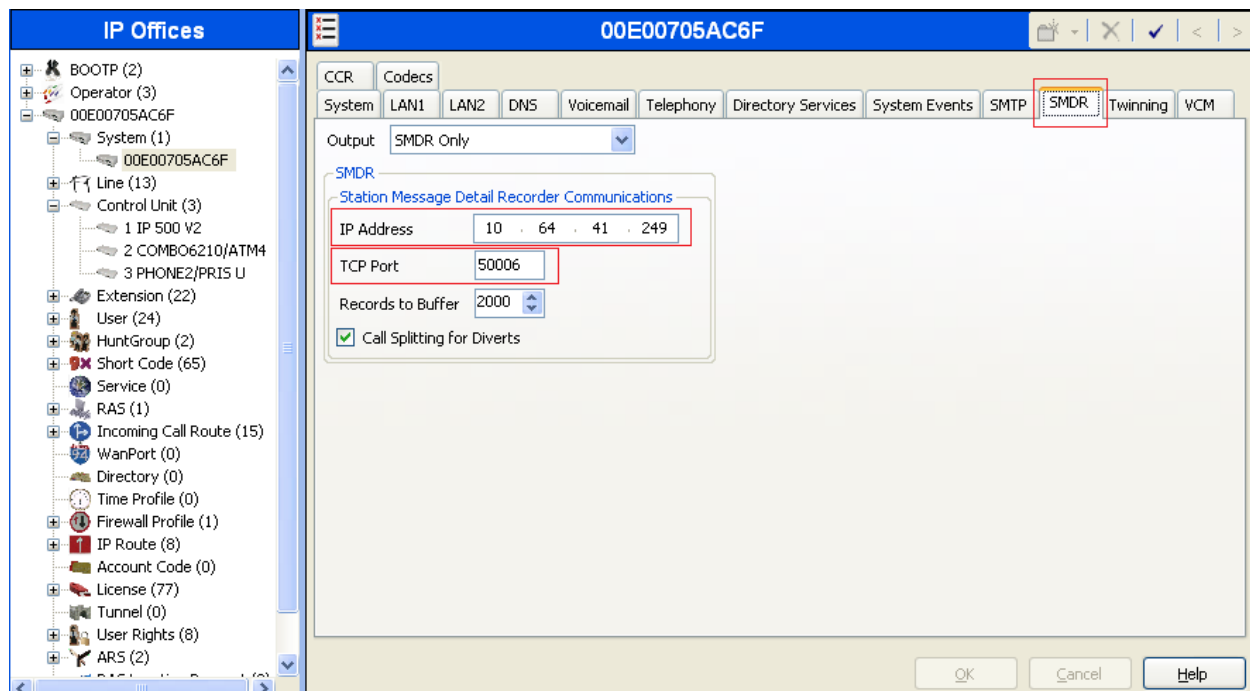 IP Offices
BOOTP (2)
Operator (3)
00E00705AC6F
System (1)
00E00705AC6F
Line (13)
Control Unit (3)
1 IP 500 V2
2 COMBO6210/ATM4
3 PHONE2/PRIS U
Extension (22)
User (24)
HuntGroup (2)
Short Code (65)
Service (0)
RAS (1)
Incoming Call Route (15)
WanPort (0)
Directory (0)
Time Profile (0)
Firewall Profile (1)
IP Route (8)
Account Code (0)
License (77)
Tunnel (0)
User Rights (8)
ARS (2)
00E00705AC6F
CCR Codecs
System LAN1 LAN2 DNS Voicemail Telephony Directory Services System Events SMTP SMDR Twinning VCM
Output SMDR Only
SMDR
Station Message Detail Recorder Communications
IP Address 10 . 64 . 41 . 249
TCP Port 50006
Records to Buffer 2000
Call Splitting for Diverts
OK Cancel Help